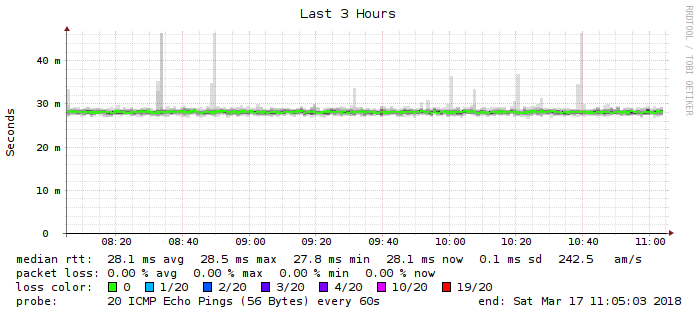 Last 3 Hours
RRDTOOL / TOBI OETIKER
Seconds
40 m
30 m
20 m
10 m
0
08:20 08:40 09:00 09:20 09:40 10:00 10:20 10:40 11:00
median rtt: 28.1 ms avg 28.5 ms max 27.8 ms min 28.1 ms now 0.1 ms sd 242.5 am/s
packet loss: 0.00 % avg 0.00 % max 0.00 % min 0.00 % now
loss color: 0 1/20 2/20 3/20 4/20 10/20 19/20
probe: 20 ICMP Echo Pings (56 Bytes) every 60s end: Sat Mar 17 11:05:03 2018